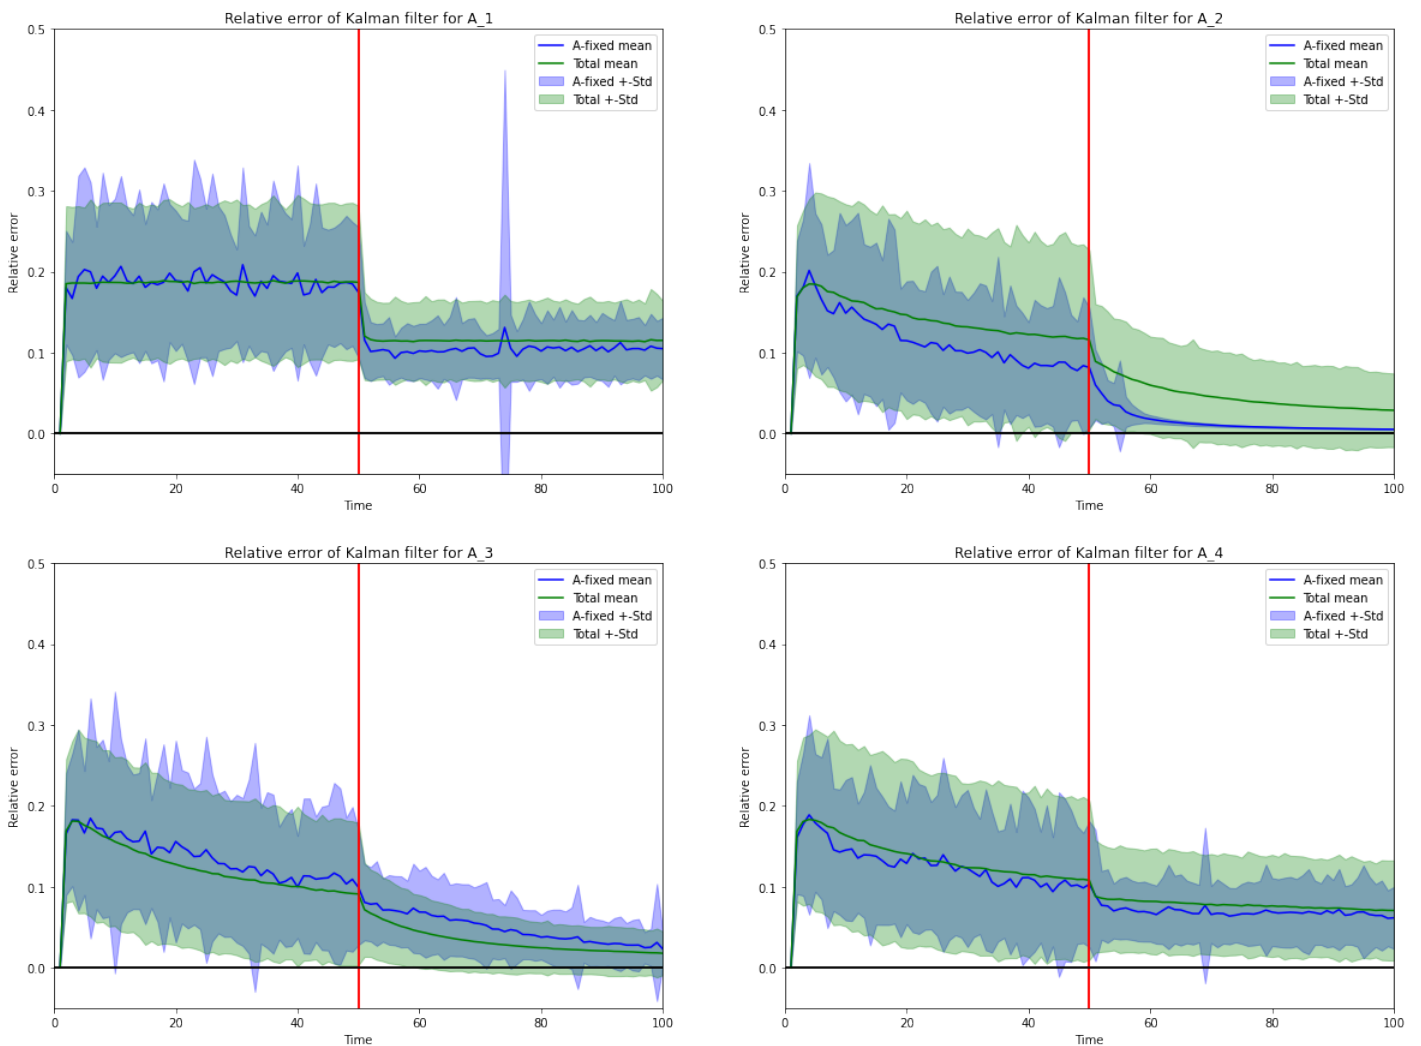 Relative error of Kalman filter for A_1
0.5
0.4
0.3
0.2
0.1
0.0
Relative error
A-fixed mean
Total mean
A-fixed +-Std
Total +-Std
0 20 40 60 80 100
Time
Relative error of Kalman filter for A_2
0.5
0.4
0.3
0.2
0.1
0.0
Relative error
A-fixed mean
Total mean
A-fixed +-Std
Total +-Std
0 20 40 60 80 100
Time
Relative error of Kalman filter for A_3
0.5
0.4
0.3
0.2
0.1
0.0
Relative error
A-fixed mean
Total mean
A-fixed +-Std
Total +-Std
0 20 40 60 80 100
Time
Relative error of Kalman filter for A_4
0.5
0.4
0.3
0.2
0.1
0.0
Relative error
A-fixed mean
Total mean
A-fixed +-Std
Total +-Std
0 20 40 60 80 100
Time